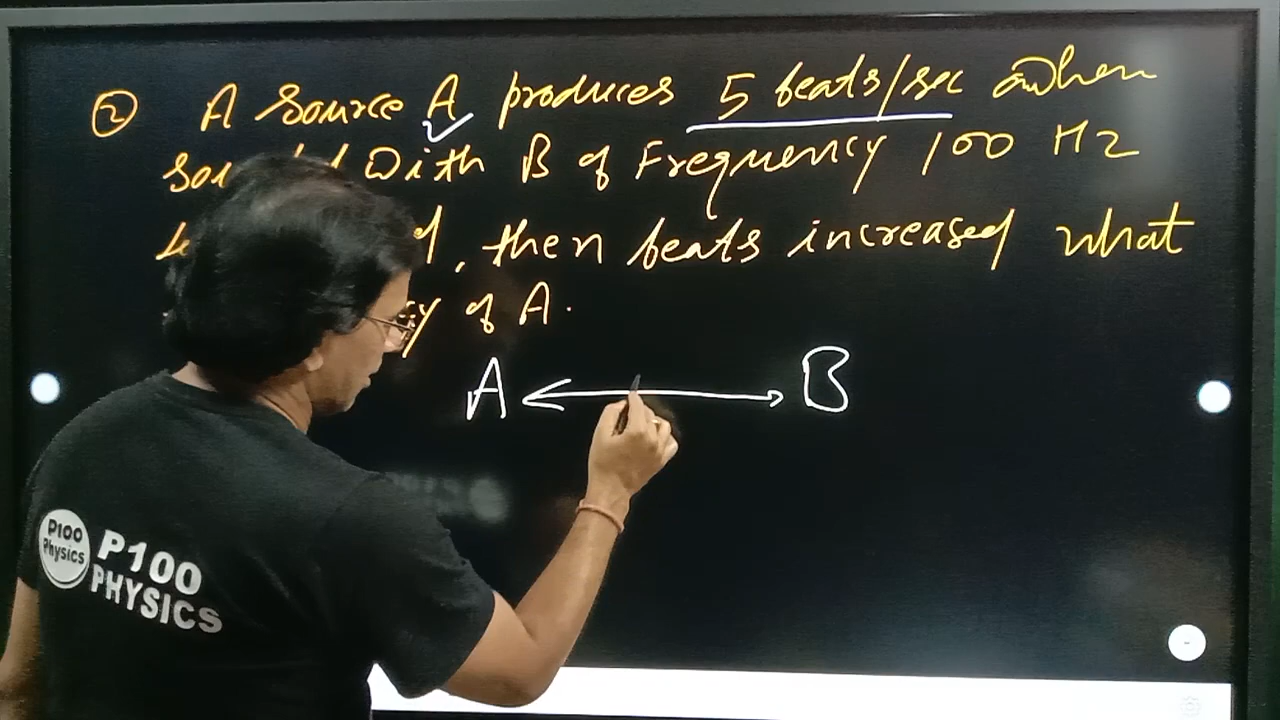 ② A Source A produces 5 beats/sec when
With B of Frequency 100 Hz
, then beats increased what
of A.
A B
P100
Physics
P100
PHYSICS